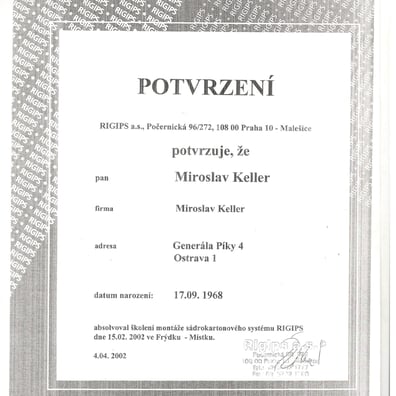 POTVRZENÍ
RIGIPS a.s., Počernická 96/272, 108 00 Praha 10 - Malešice
potvrzuje, že
pan Miroslav Keller
firma Miroslav Keller
adresa Generála Píky 4
Ostrava 1
datum narození: 17.09. 1968
absolvoval školení montáže sádrokartonového systému RIGIPS
dne 15.02. 2002 ve Frýdku - Místku.
4.04. 2002
Rigips a.s.